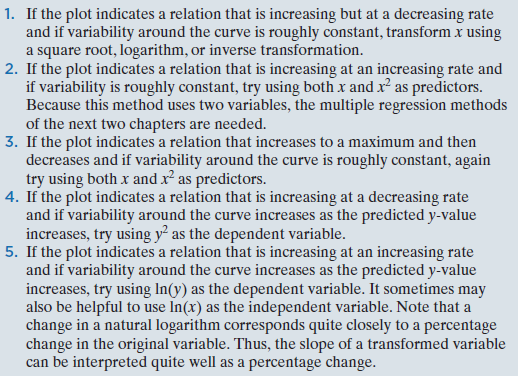 1. If the plot indicates a relation that is increasing but at a decreasing rate
and if variability around the curve is roughly constant, transform x using
a square root, logarithm, or inverse transformation.
2. If the plot indicates a relation that is increasing at an increasing rate and
if variability is roughly constant, try using both x and x² as predictors.
Because this method uses two variables, the multiple regression methods
of the next two chapters are needed.
3. If the plot indicates a relation that increases to a maximum and then
decreases and if variability around the curve is roughly constant, again
try using both x and x² as predictors.
4. If the plot indicates a relation that is increasing at a decreasing rate
and if variability around the curve increases as the predicted y-value
increases, try using y² as the dependent variable.
5. If the plot indicates a relation that is increasing at an increasing rate
and if variability around the curve increases as the predicted y-value
increases, try using ln(y) as the dependent variable. It sometimes may
also be helpful to use ln(x) as the independent variable. Note that a
change in a natural logarithm corresponds quite closely to a percentage
change in the original variable. Thus, the slope of a transformed variable
can be interpreted quite well as a percentage change.